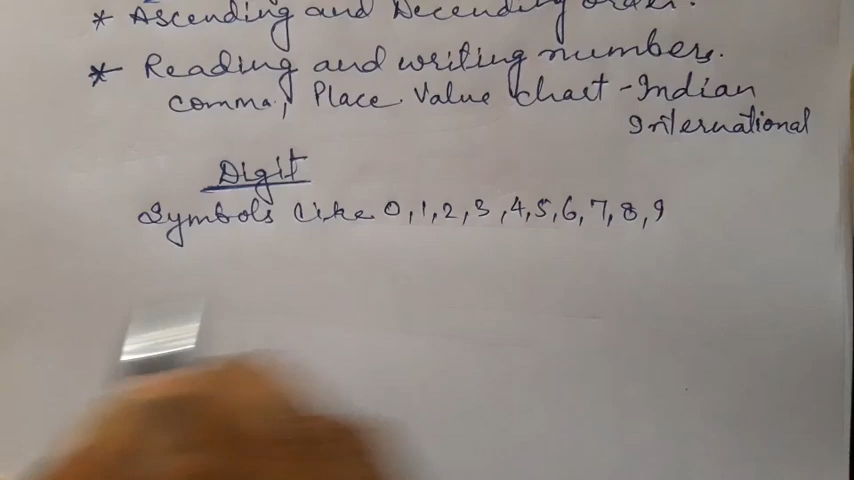 * Ascending and Decending order.
* Reading and writing numbers.
comma, Place Value chart - Indian
International
Digit
Symbols like 0, 1, 2, 3, 4, 5, 6, 7, 8, 9